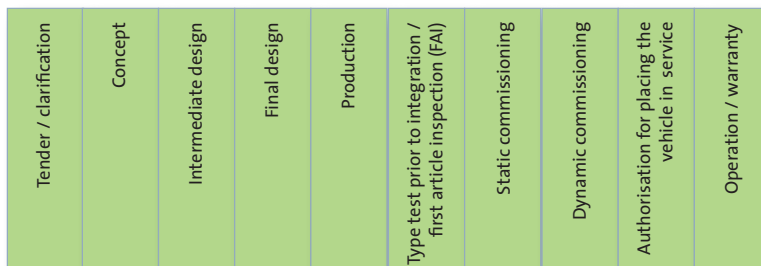 Tender / clarification
Concept
Intermediate design
Final design
Production
Type test prior to integration /
first article inspection (FAI)
Static commissioning
Dynamic commissioning
Authorisation for placing the
vehicle in service
Operation / warranty